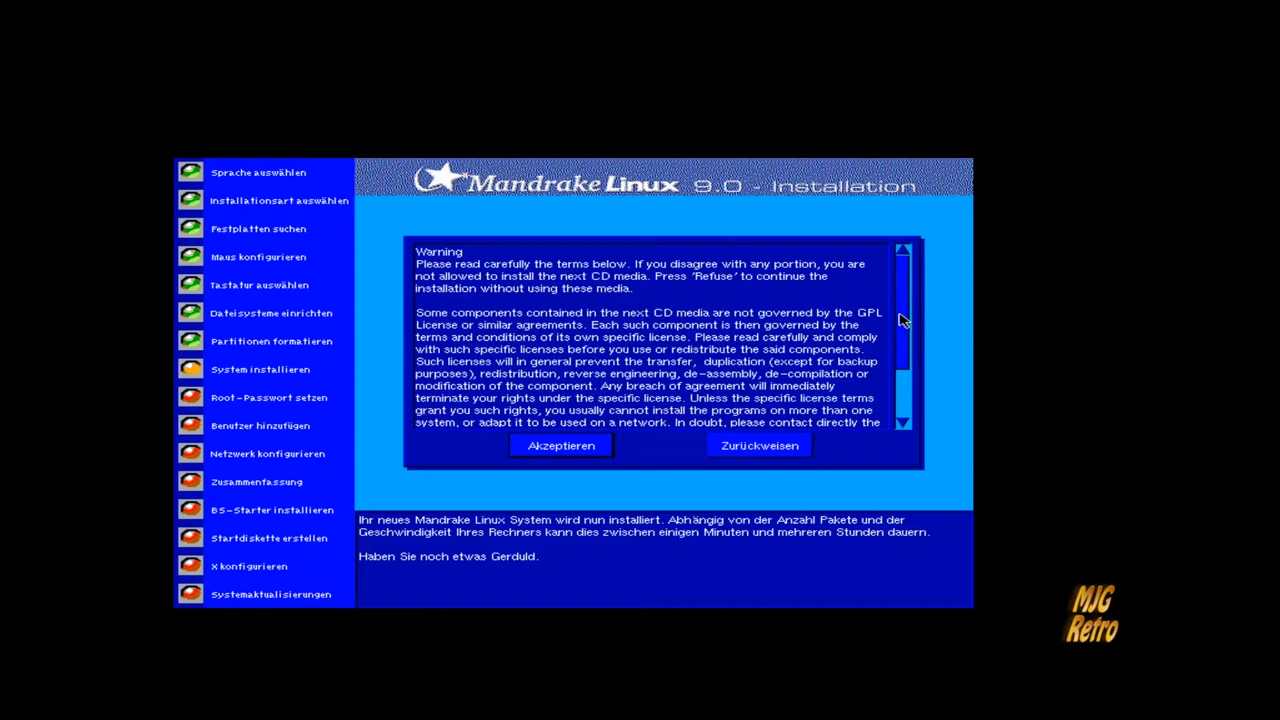 Mandrake Linux 9.0 - Installation
Sprache auswählen
Installationsart auswählen
Festplatten suchen
Maus konfigurieren
Tastatur auswählen
Dateisysteme einrichten
Partitionen formatieren
System installieren
Root-Passwort setzen
Benutzer hinzufügen
Netzwerk konfigurieren
Zusammenfassung
BS-Starter installieren
Startdiskette erstellen
X konfigurieren
Systemaktualisierungen
Warning
Please read carefully the terms below. If you disagree with any portion, you are
not allowed to install the next CD media. Press 'Refuse' to continue the
installation without using these media.
Some components contained in the next CD media are not governed by the GPL
License or similar agreements. Each such component is then governed by the
terms and conditions of its own specific license. Please read carefully and comply
with such specific licenses before you use or redistribute the said components.
Such licenses will in general prevent the transfer, duplication (except for backup
purposes), redistribution, reverse engineering, de-assembly, de-compilation or
modification of the component. Any breach of agreement will immediately
terminate your rights under the specific license. Unless the specific license terms
grant you such rights, you usually cannot install the programs on more than one
system, or adapt it to be used on a network. In doubt, please contact directly the
Akzeptieren
Zurückweisen
Ihr neues Mandrake Linux System wird nun installiert. Abhängig von der Anzahl Pakete und der
Geschwindigkeit Ihres Rechners kann dies zwischen einigen Minuten und mehreren Stunden dauern.
Haben Sie noch etwas Gerduld.
MJG
Retro